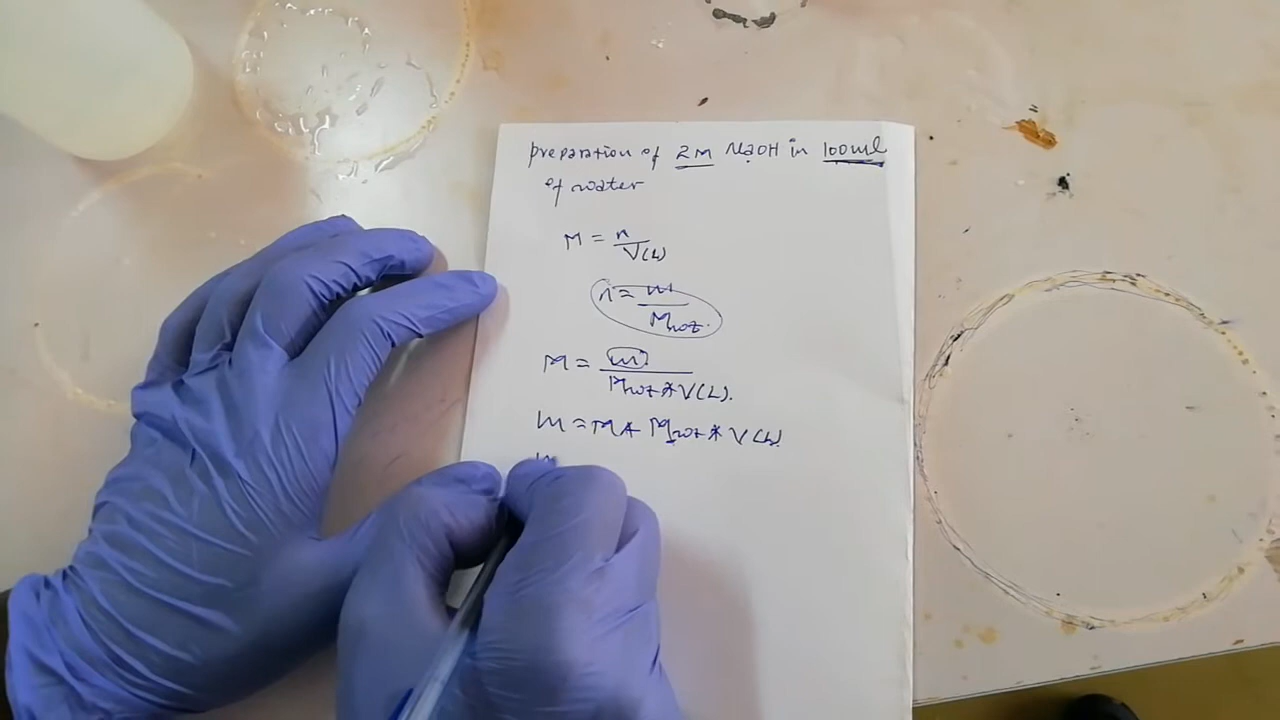 preparation of 2M NaOH in 100ml
of water
M = n / V(L)
n = m / Mwt.
M = m / Mwt * V(L).
m = M * Mwt * V(L).
m